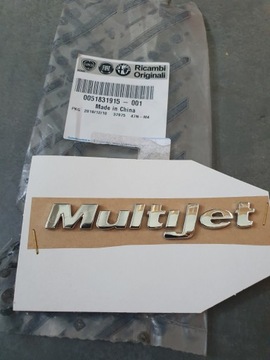 Ricambi
Originali
0051831915 - 001
Made in China
Multijet